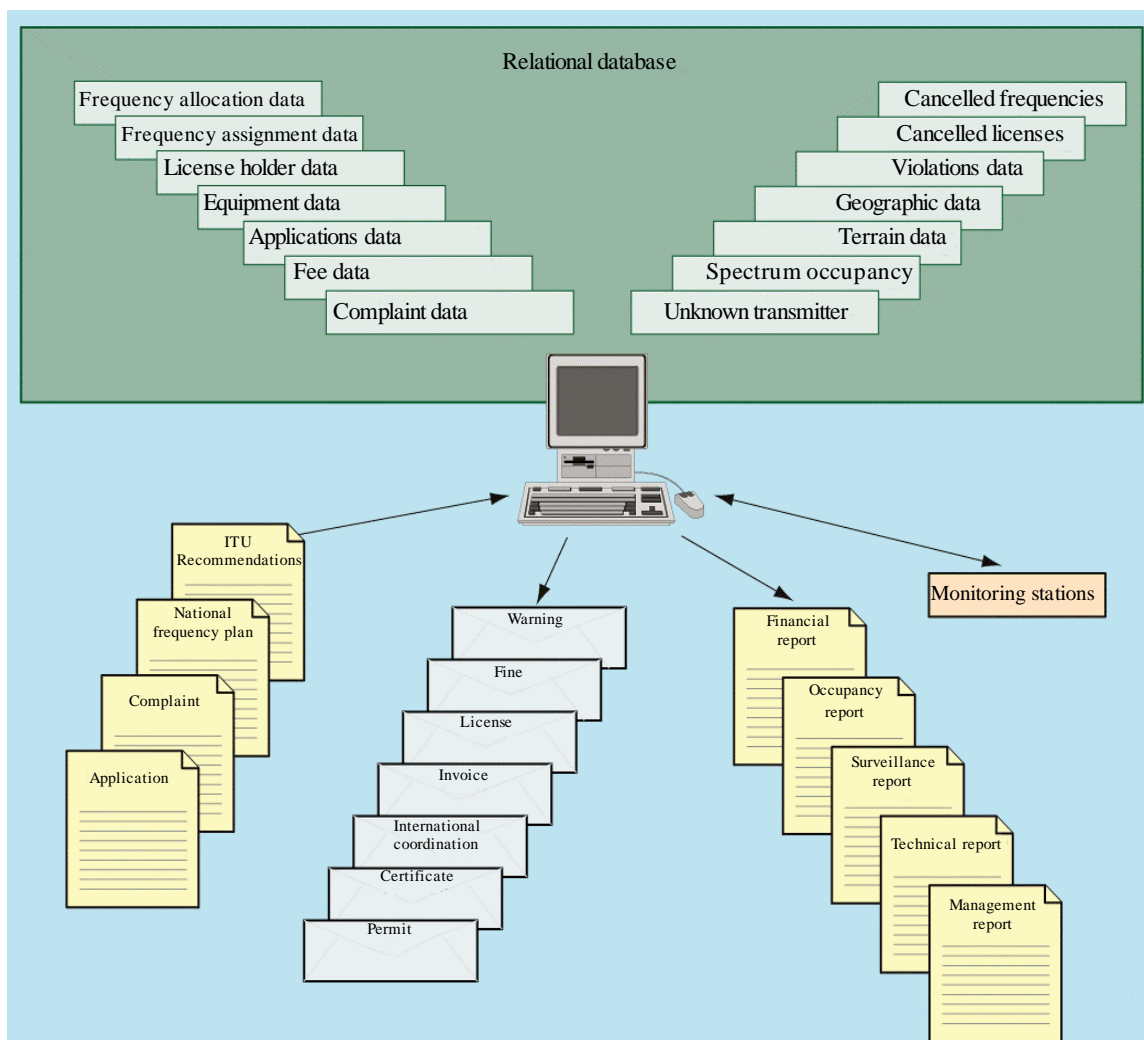 Relational database
Frequency allocation data
Frequency assignment data
License holder data
Equipment data
Applications data
Fee data
Complaint data
Cancelled frequencies
Cancelled licenses
Violations data
Geographic data
Terrain data
Spectrum occupancy
Unknown transmitter
ITU
Recommendations
National
frequency plan
Complaint
Application
Warning
Fine
License
Invoice
International
coordination
Certificate
Permit
Financial
report
Occupancy
report
Surveillance
report
Technical report
Management
report
Monitoring stations